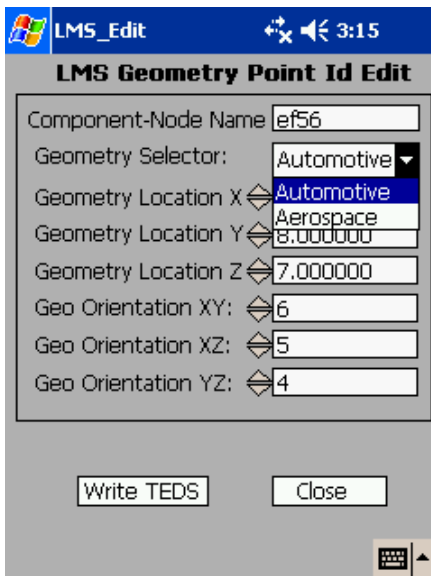 LMS_Edit 3:15
LMS Geometry Point Id Edit
Component-Node Name ef56
Geometry Selector: Automotive
Geometry Location X Automotive
Aerospace
Geometry Location Y 8.000000
Geometry Location Z 7.000000
Geo Orientation XY: 6
Geo Orientation XZ: 5
Geo Orientation YZ: 4
Write TEDS Close